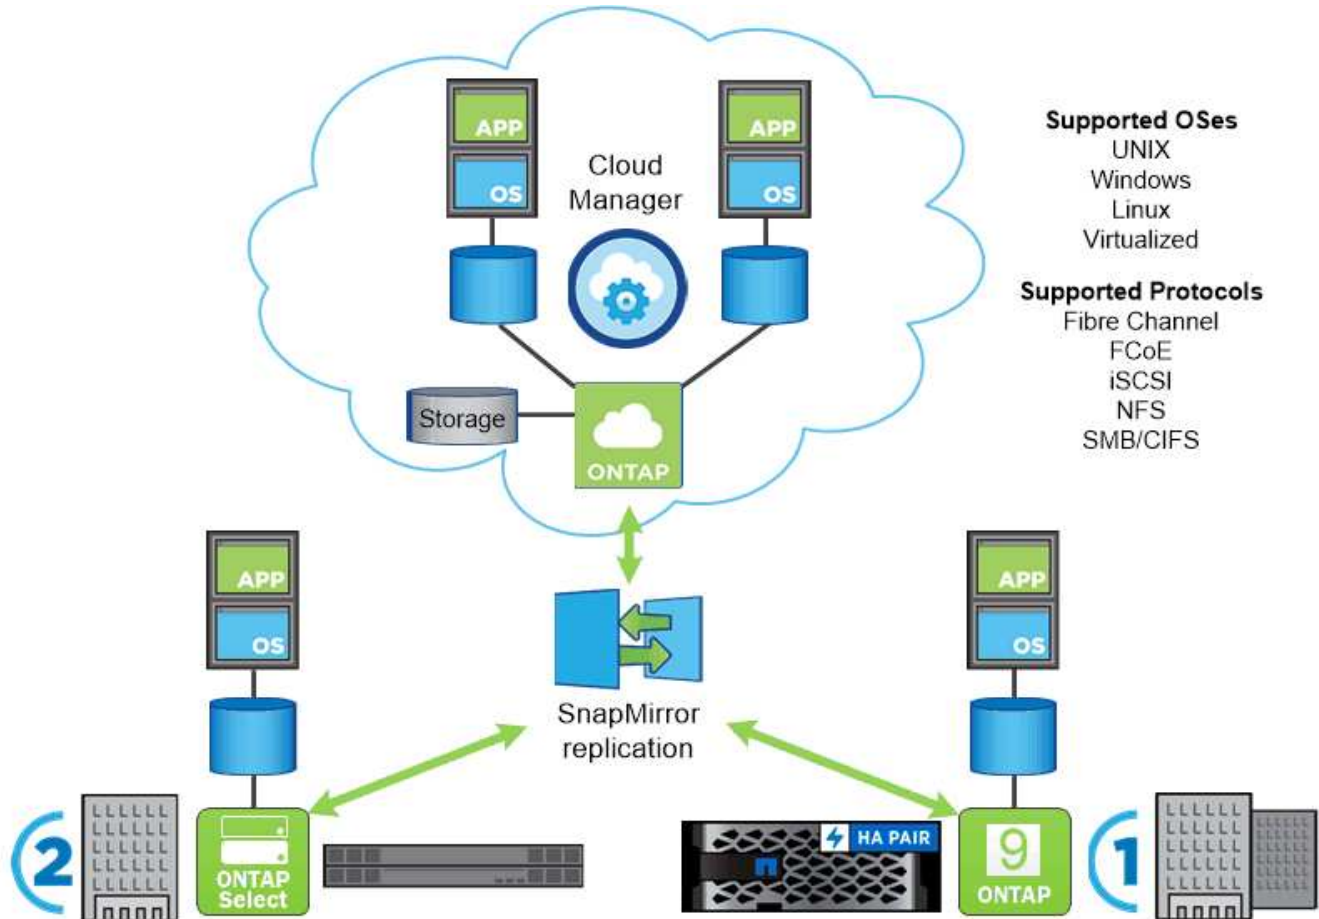 APP
OS
Cloud
Manager
APP
OS
Storage
ONTAP
Supported OSes
UNIX
Windows
Linux
Virtualized
Supported Protocols
Fibre Channel
FCoE
iSCSI
NFS
SMB/CIFS
APP
OS
SnapMirror
replication
APP
OS
2
ONTAP
Select
HA PAIR
9
ONTAP
1